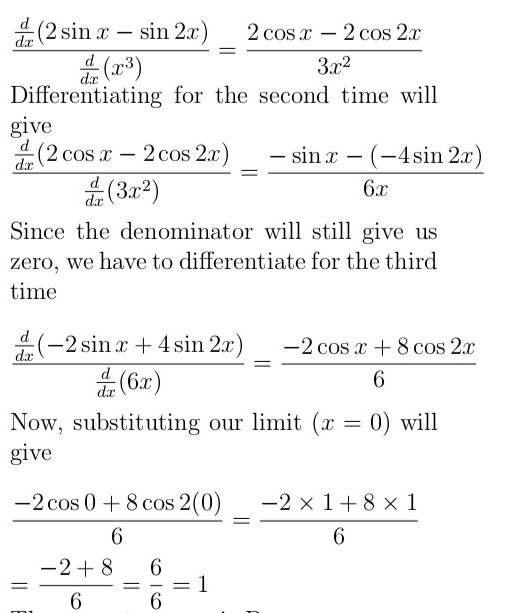 \frac{\frac{d}{dx}(2 \sin x - \sin 2x)}{\frac{d}{dx}(x^3)} = \frac{2 \cos x - 2 \cos 2x}{3x^2}
Differentiating for the second time will
give
\frac{\frac{d}{dx}(2 \cos x - 2 \cos 2x)}{\frac{d}{dx}(3x^2)} = \frac{- \sin x - (-4 \sin 2x)}{6x}
Since the denominator will still give us
zero, we have to differentiate for the third
time
\frac{\frac{d}{dx}(-2 \sin x + 4 \sin 2x)}{\frac{d}{dx}(6x)} = \frac{-2 \cos x + 8 \cos 2x}{6}
Now, substituting our limit (x = 0) will
give
\frac{-2 \cos 0 + 8 \cos 2(0)}{6} = \frac{-2 \times 1 + 8 \times 1}{6}
= \frac{-2 + 8}{6} = \frac{6}{6} = 1